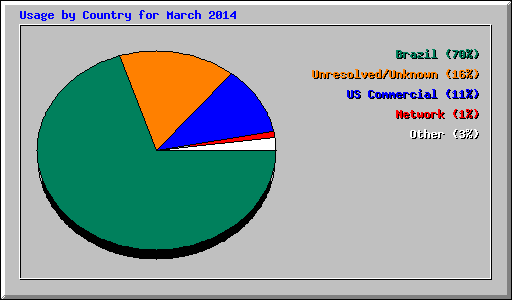 Usage by Country for March 2014
Brazil (70%)
Unresolved/Unknown (16%)
US Commercial (11%)
Network (1%)
Other (3%)